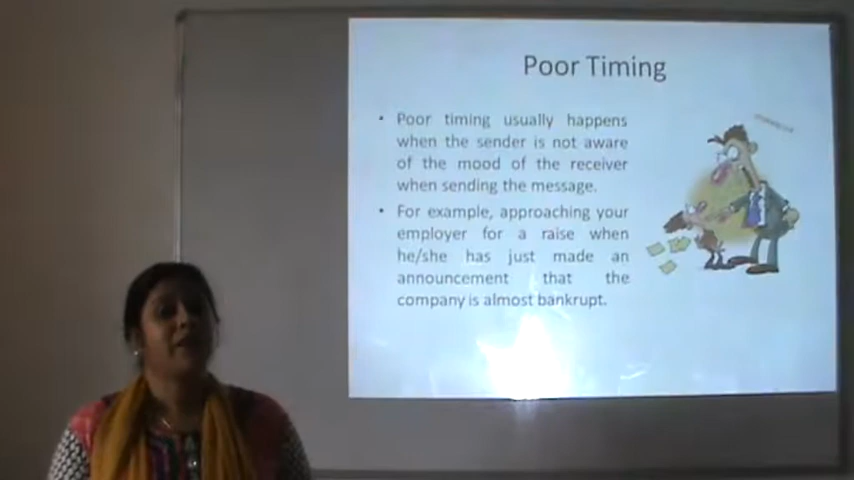 Poor Timing
• Poor timing usually happens
when the sender is not aware
of the mood of the receiver
when sending the message.
• For example, approaching your
employer for a raise when
he/she has just made an
announcement that the
company is almost bankrupt.